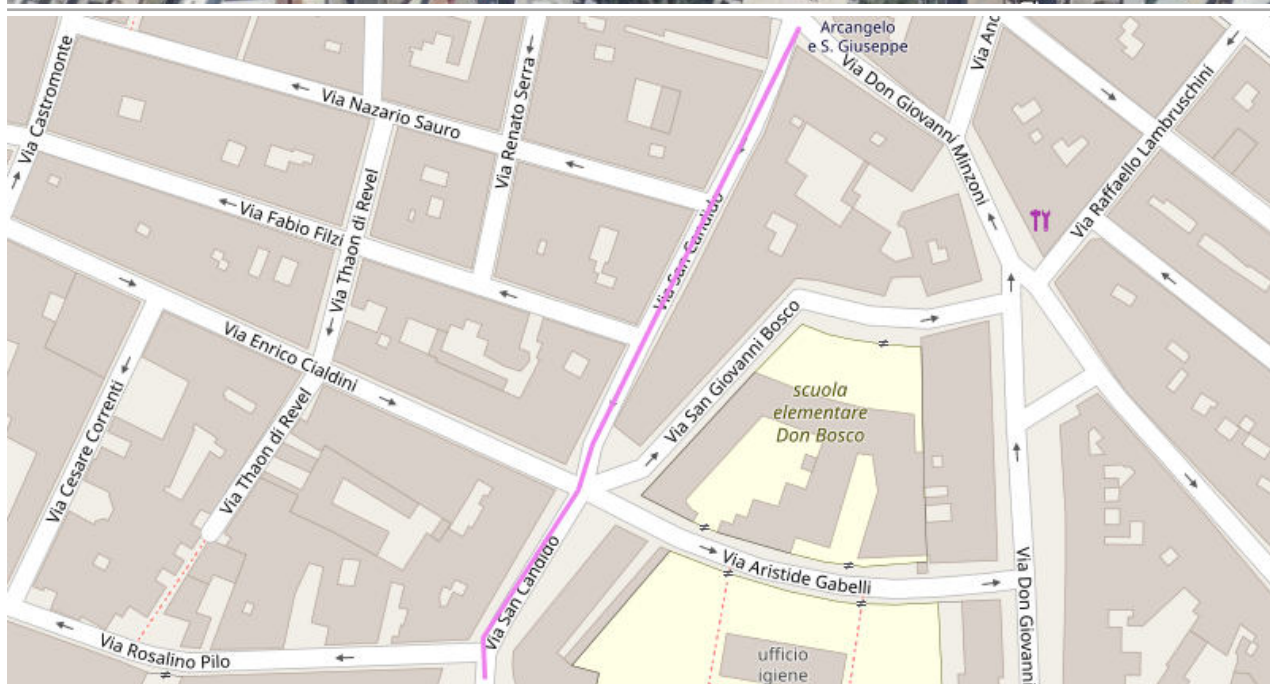 Arcangelo
e S. Giuseppe
Via Castromonte
Via Nazario Sauro
Via Renato Serra
Via Don Giovanni Minzoni
Via And
Via Raffaello Lambruschini
Via Fabio Filzi
Via Thaon di Revel
Via San Candido
Via Enrico Cialdini
Via San Giovanni Bosco
scuola
elementare
Don Bosco
Via Cesare Correnti
Via Thaon di Revel
Via San Candido
Via Aristide Gabelli
Via Don Giovanni
Via Rosalino Pilo
ufficio
igiene